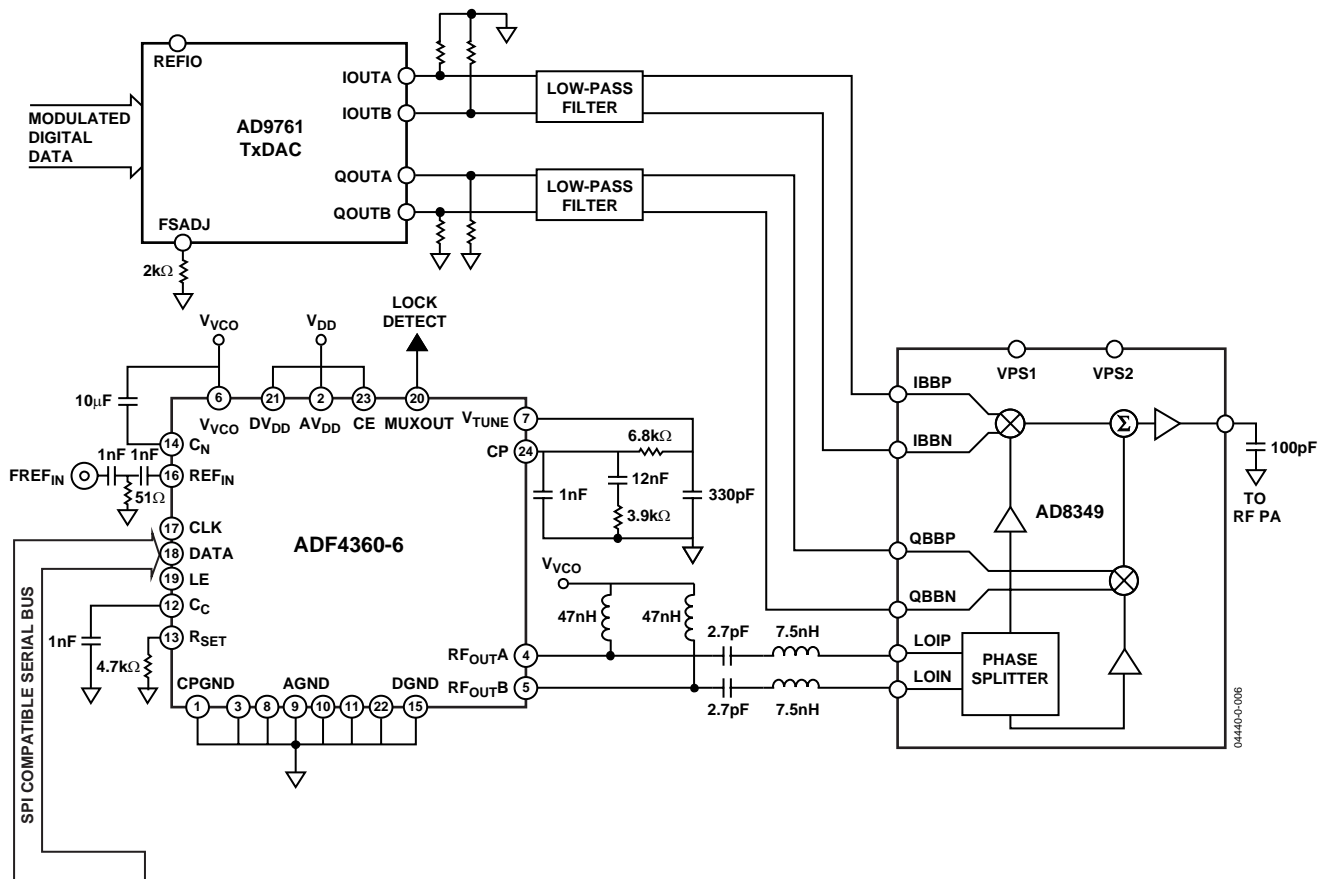 REFIO
IOUTA
IOUTB
QOUTA
QOUTB
MODULATED
DIGITAL
DATA
AD9761
TxDAC
FSADJ
2kΩ
LOW-PASS
FILTER
LOW-PASS
FILTER
LOCK
DETECT
VVCO
VDD
10µF
6
21
2
23
20
VVCO
DVDD
AVDD
CE
MUXOUT
VTUNE
7
CP
24
14
CN
1nF
1nF
FREFIN
16
REFIN
51Ω
17
CLK
18
DATA
19
LE
12
CC
1nF
13
RSET
4.7kΩ
ADF4360-6
6.8kΩ
1nF
12nF
3.9kΩ
330pF
VVCO
47nH
47nH
2.7pF
7.5nH
RFOUTA
4
RFOUTB
5
2.7pF
7.5nH
CPGND
AGND
DGND
1
3
8
9
10
11
22
15
SPI COMPATIBLE SERIAL BUS
VPS1
VPS2
IBBP
IBBN
Σ
100pF
TO
RF PA
AD8349
QBBP
QBBN
LOIP
LOIN
PHASE
SPLITTER
04440-0-006